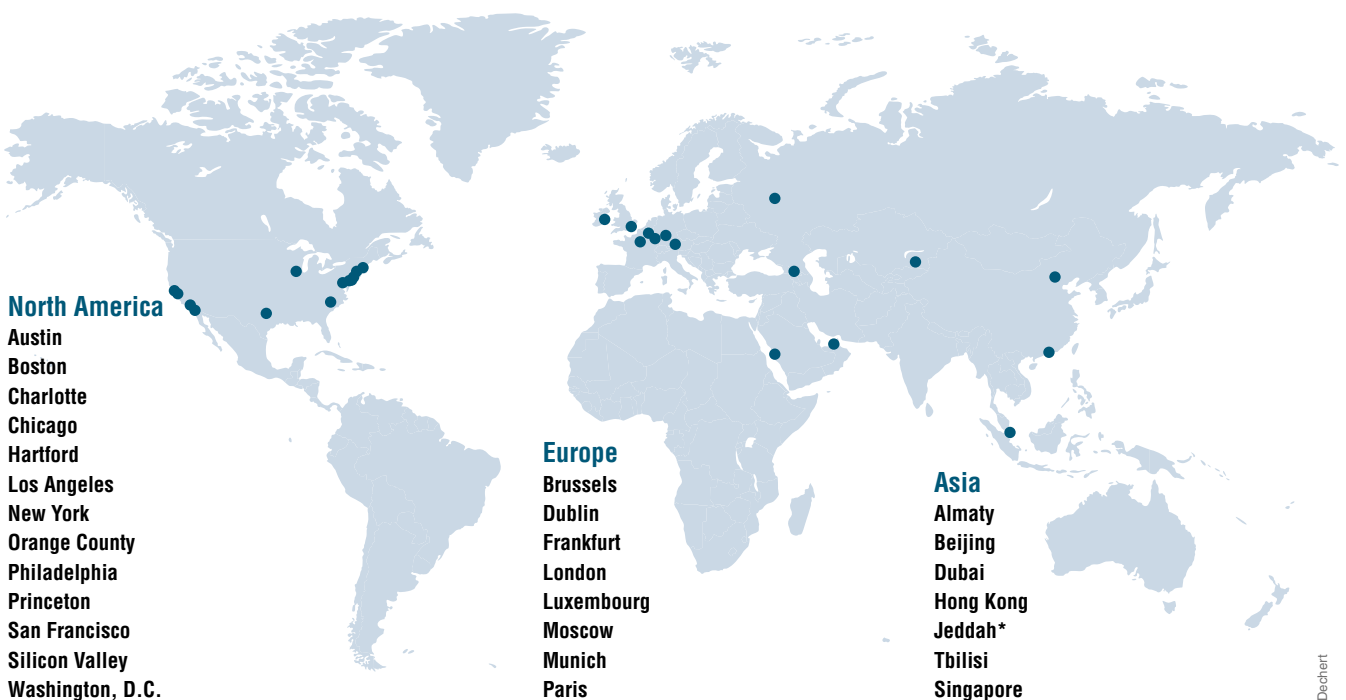 North America
Austin
Boston
Charlotte
Chicago
Hartford
Los Angeles
New York
Orange County
Philadelphia
Princeton
San Francisco
Silicon Valley
Washington, D.C.
Europe
Brussels
Dublin
Frankfurt
London
Luxembourg
Moscow
Munich
Paris
Asia
Almaty
Beijing
Dubai
Hong Kong
Jeddah*
Tbilisi
Singapore
Dechert